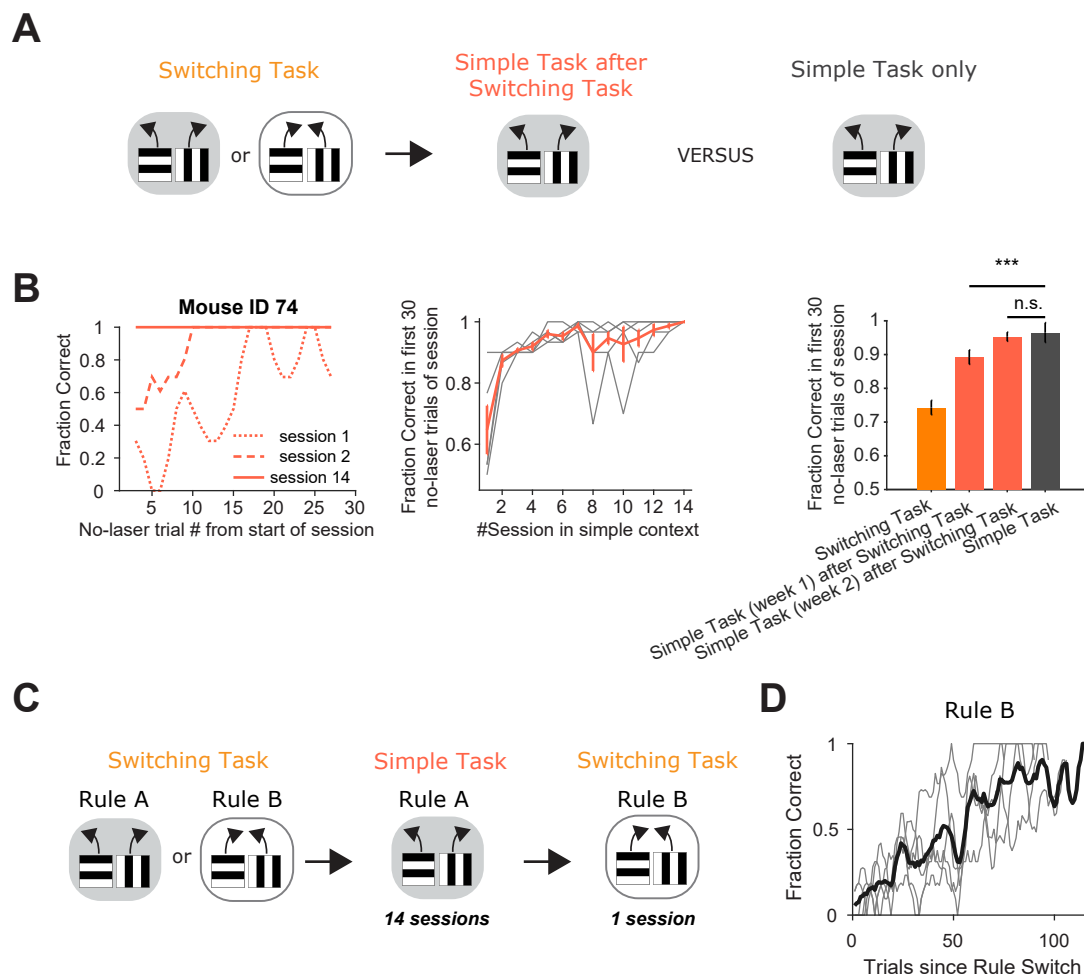 A
Switching Task
Simple Task after
Switching Task
Simple Task only
or
VERSUS
B
Mouse ID 74
Fraction Correct
1
0.8
0.6
0.4
0.2
0
session 1
session 2
session 14
5
10
15
20
25
30
No-laser trial # from start of session
Fraction Correct in first 30
no-laser trials of session
1
0.8
0.6
2
4
6
8
10
12
14
#Session in simple context
Fraction Correct in first 30
no-laser trials of session
***
n.s.
1
0.9
0.8
0.7
0.6
0.5
Switching Task
Simple Task (week 1) after Switching Task
Simple Task (week 2) after Switching Task
Simple Task
C
Switching Task
Simple Task
Switching Task
Rule A
Rule B
Rule A
Rule B
or
14 sessions
1 session
D
Rule B
Fraction Correct
1
0.5
0
0
50
100
Trials since Rule Switch